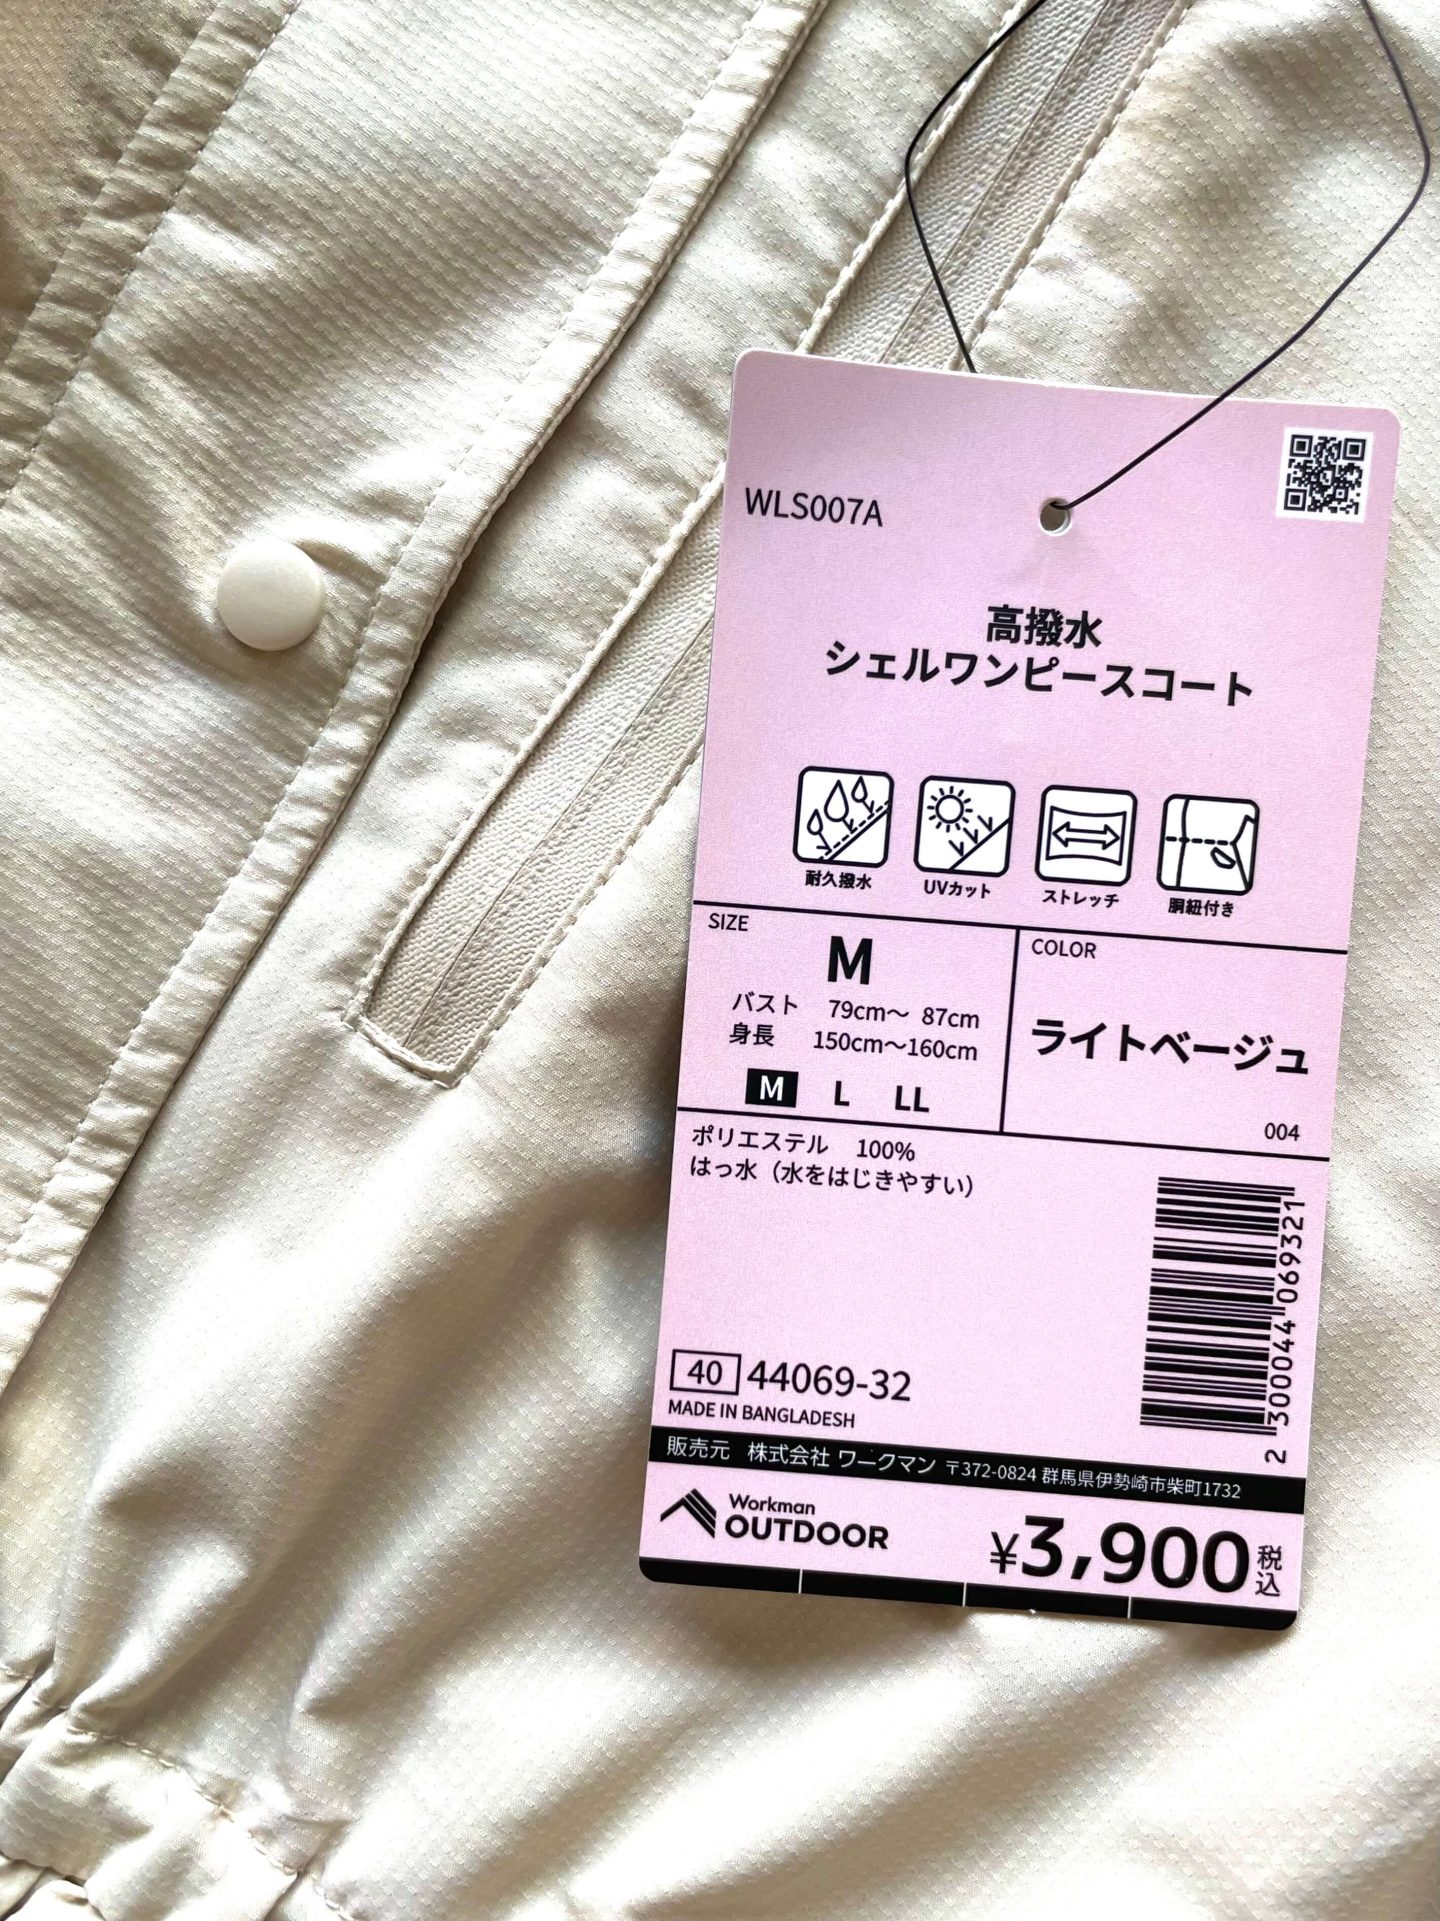 WLS007A
高撥水
シェルワンピースコート
耐久撥水 UVカット ストレッチ 胴紐付き
SIZE
M
バスト 79cm〜 87cm
身長 150cm〜160cm
M L LL
COLOR
ライトベージュ
004
ポリエステル 100%
はっ水（水をはじきやすい）
2 300044 069321
40 44069-32
MADE IN BANGLADESH
販売元 株式会社 ワークマン 〒372-0824 群馬県伊勢崎市柴町1732
Workman
OUTDOOR
¥3,900 税込